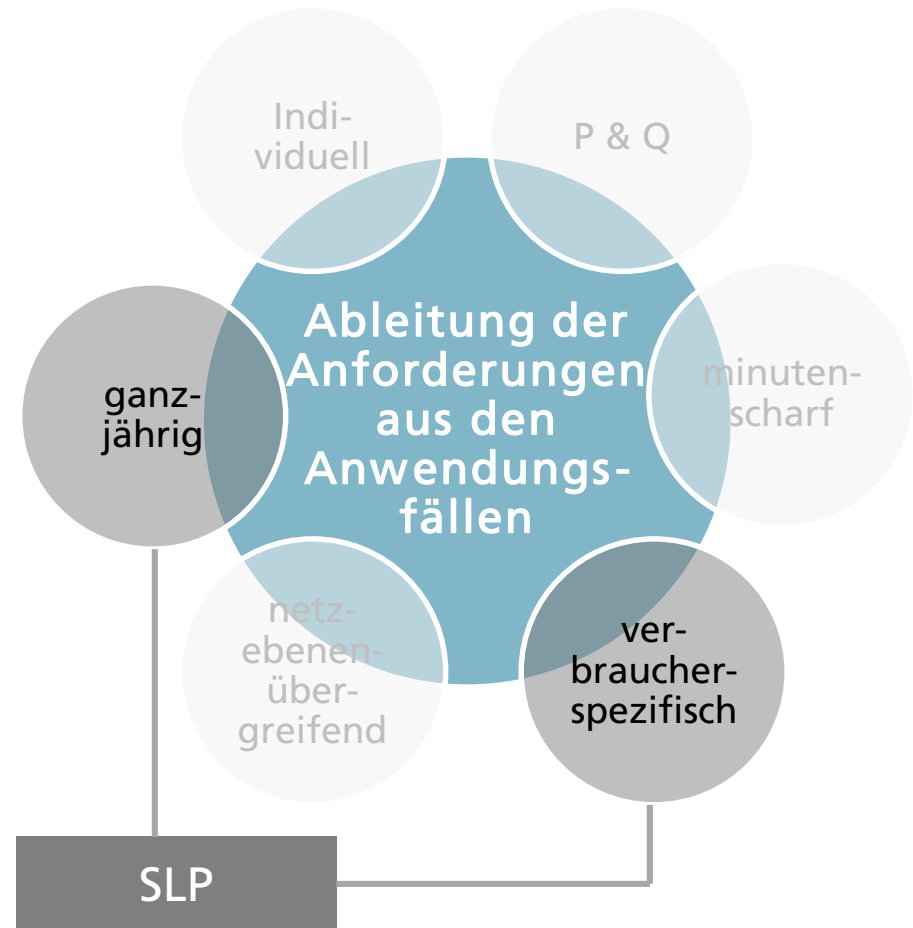 Indi-
viduell
P & Q
Ableitung der
Anforderungen
aus den
Anwendungs-
fällen
minuten-
scharf
ganz-
jährig
netz-
ebenen-
über-
greifend
ver-
braucher-
spezifisch
SLP